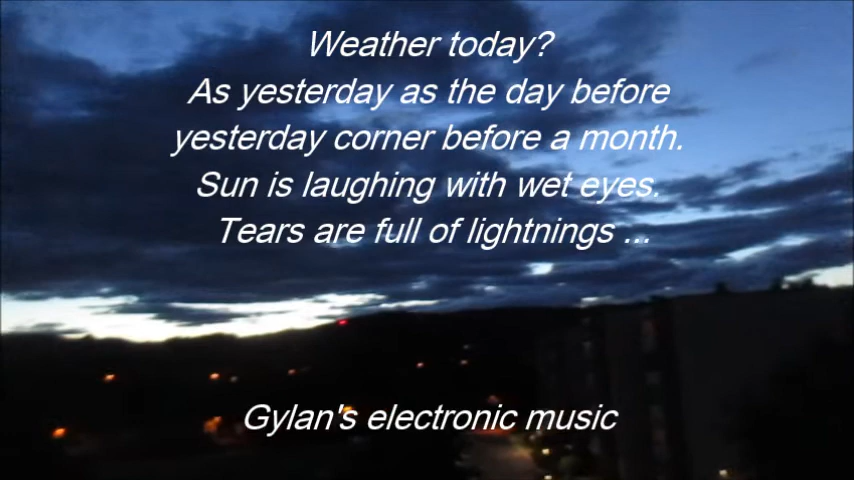 Weather today?
As yesterday as the day before
yesterday corner before a month.
Sun is laughing with wet eyes.
Tears are full of lightnings ...
Gylan's electronic music